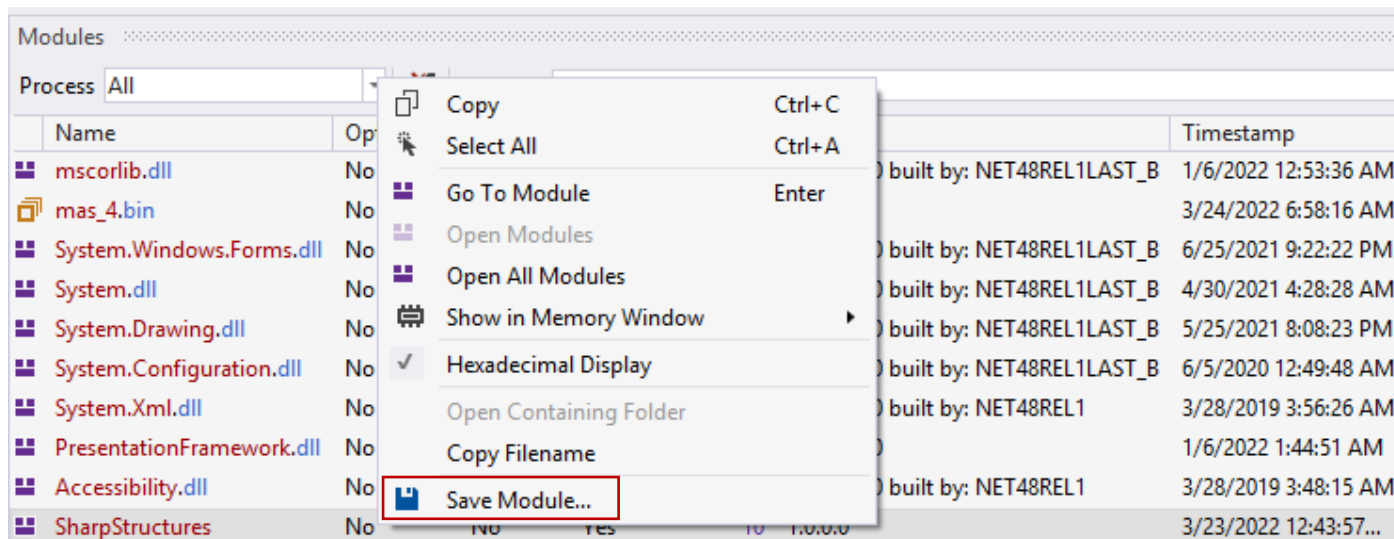 Modules
Process All
Name Op Timestamp
mscorlib.dll No built by: NET48REL1LAST_B 1/6/2022 12:53:36 AM
mas_4.bin No 3/24/2022 6:58:16 AM
System.Windows.Forms.dll No built by: NET48REL1LAST_B 6/25/2021 9:22:22 PM
System.dll No built by: NET48REL1LAST_B 4/30/2021 4:28:28 AM
System.Drawing.dll No built by: NET48REL1LAST_B 5/25/2021 8:08:23 PM
System.Configuration.dll No built by: NET48REL1LAST_B 6/5/2020 12:49:48 AM
System.Xml.dll No built by: NET48REL1 3/28/2019 3:56:26 AM
PresentationFramework.dll No 1/6/2022 1:44:51 AM
Accessibility.dll No built by: NET48REL1 3/28/2019 3:48:15 AM
SharpStructures No No Yes 10 1.0.0.0 3/23/2022 12:43:57...
Copy Ctrl+C
Select All Ctrl+A
Go To Module Enter
Open Modules
Open All Modules
Show in Memory Window
Hexadecimal Display
Open Containing Folder
Copy Filename
Save Module...